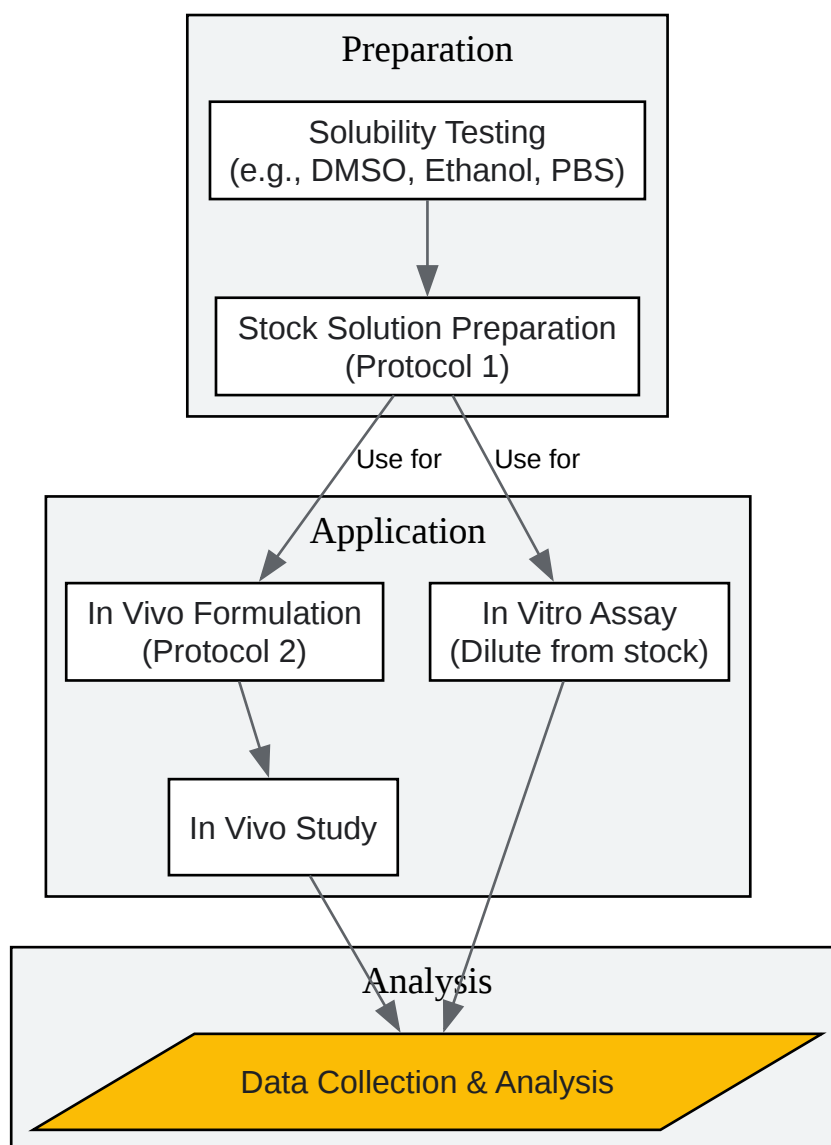 Preparation
Solubility Testing
(e.g., DMSO, Ethanol, PBS)
Stock Solution Preparation
(Protocol 1)
Use for
Use for
Application
In Vivo Formulation
(Protocol 2)
In Vitro Assay
(Dilute from stock)
In Vivo Study
Analysis
Data Collection & Analysis